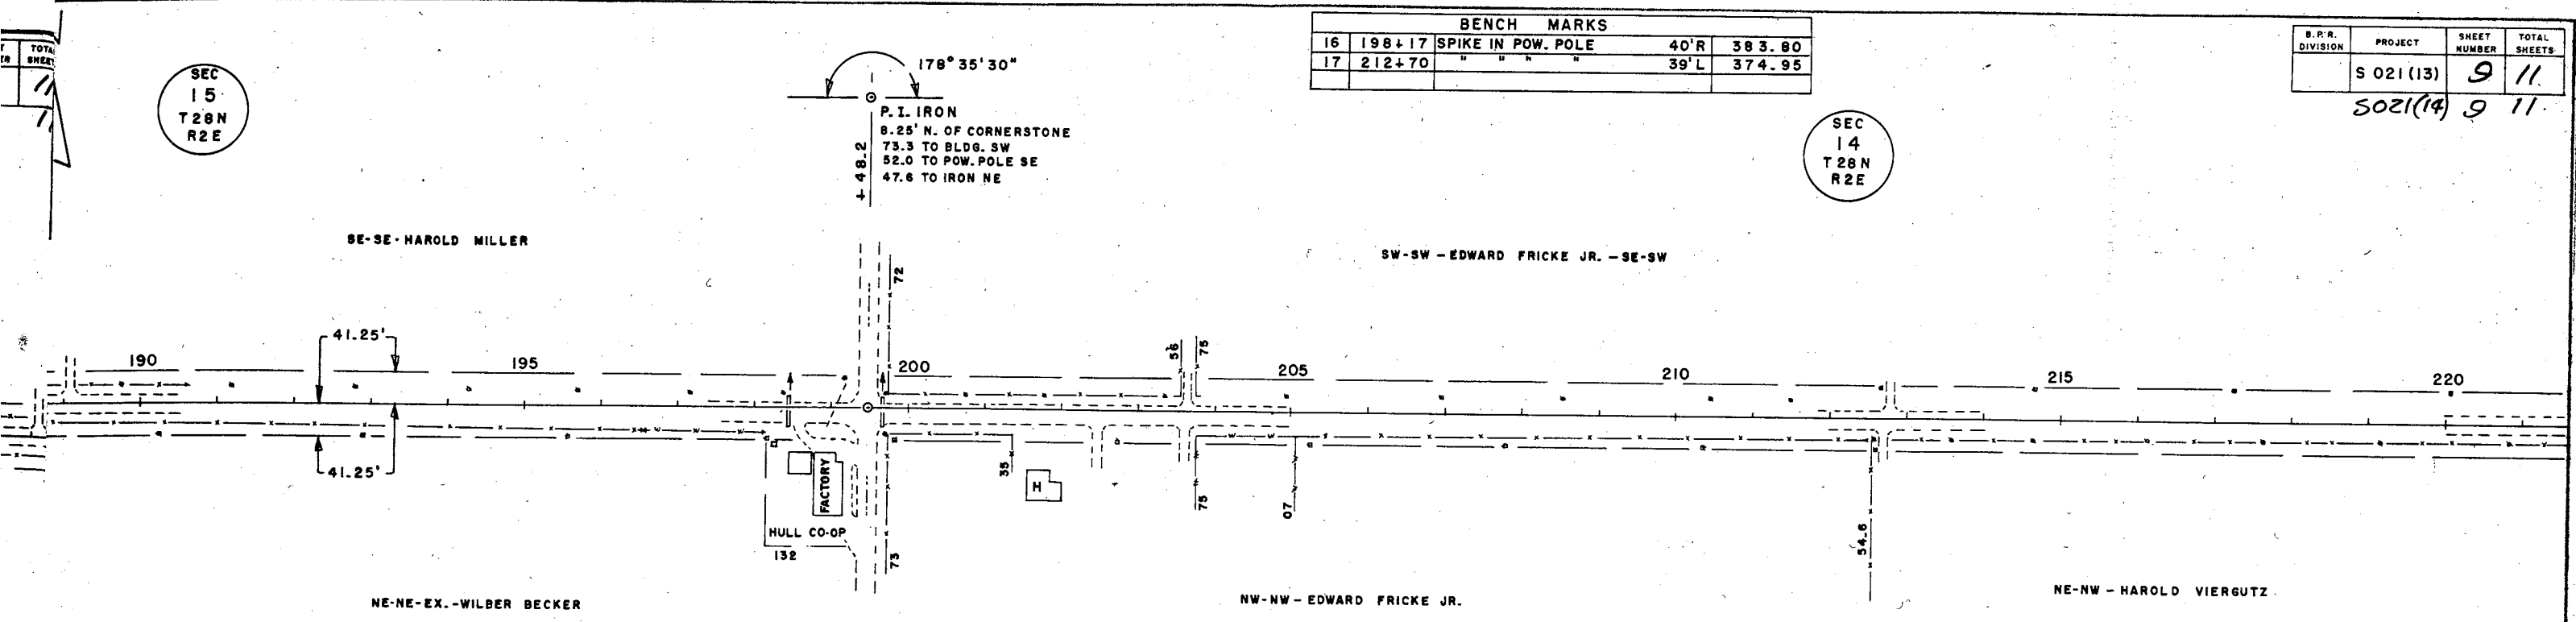 BENCH MARKS
16 198+17 SPIKE IN POW. POLE 40'R 383.80
17 212+70 " " " " 39'L 374.95
B.P.R. DIVISION PROJECT SHEET NUMBER TOTAL SHEETS
S 021(13) 9 11
S021(14) 9 11
SEC
15
T28N
R2E
178° 35' 30"
P.I. IRON
8.25' N. OF CORNERSTONE
73.3 TO BLDG. SW
52.0 TO POW. POLE SE
47.6 TO IRON NE
+48.2
SEC
14
T28N
R2E
SE-SE-HAROLD MILLER
SW-SW-EDWARD FRICKE JR.-SE-SW
72
41.25'
56
75
190
195
200
205
210
215
220
41.25'
FACTORY
35
H
75
07
HULL CO-OP
132
73
54.6
NE-NE-EX.-WILBER BECKER
NW-NW-EDWARD FRICKE JR.
NE-NW-HAROLD VIERGUTZ